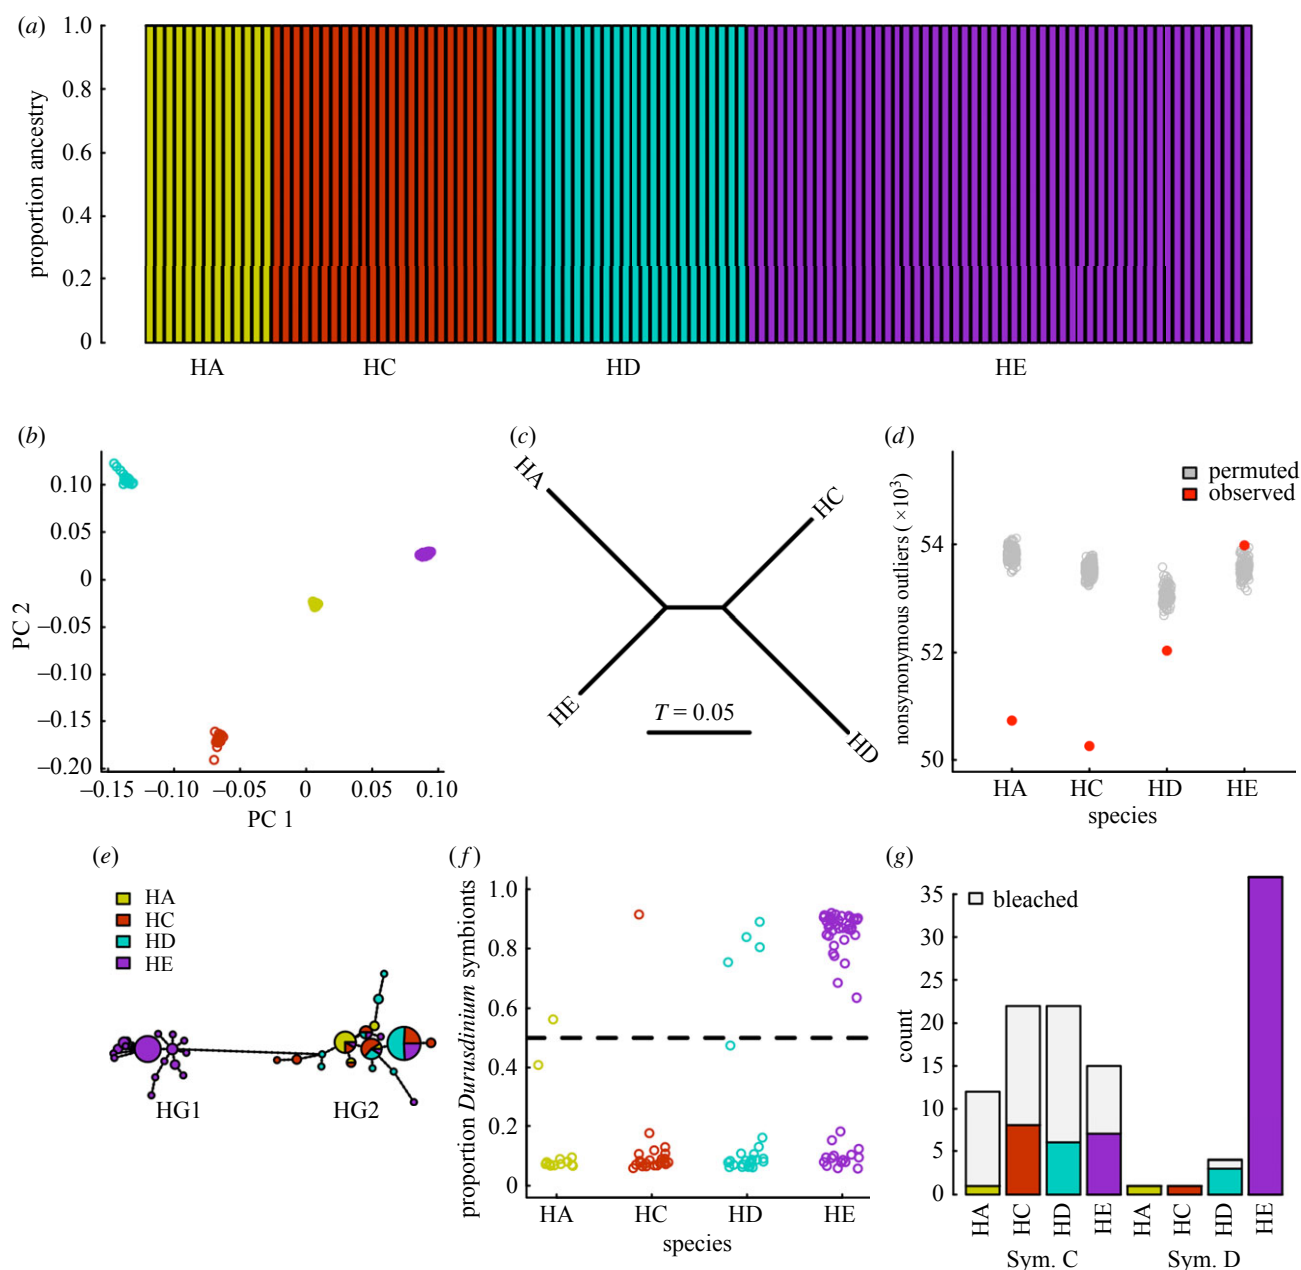 (a)
1.0
0.8
0.6
0.4
0.2
0
proportion ancestry
HA HC HD HE
(b)
0.10
0.05
0
–0.05
–0.10
–0.15
–0.20
PC 2
–0.15 –0.10 –0.05 0 0.05 0.10
PC 1
(c)
HA
HC
HE
HD
T = 0.05
(d)
nonsynonymous outliers (×10³)
54
52
50
permuted
observed
HA HC HD HE
species
(e)
HA
HC
HD
HE
HG1 HG2
(f)
proportion Durusdinium symbionts
1.0
0.8
0.6
0.4
0.2
0
HA HC HD HE
species
(g)
count
35
30
25
20
15
10
5
0
bleached
HA HC HD HE HA HC HD HE
Sym. C Sym. D